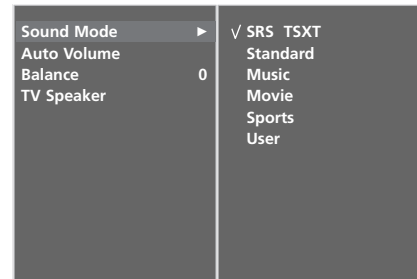 Sound Mode ►
Auto Volume
Balance 0
TV Speaker
√ SRS TSXT
Standard
Music
Movie
Sports
User